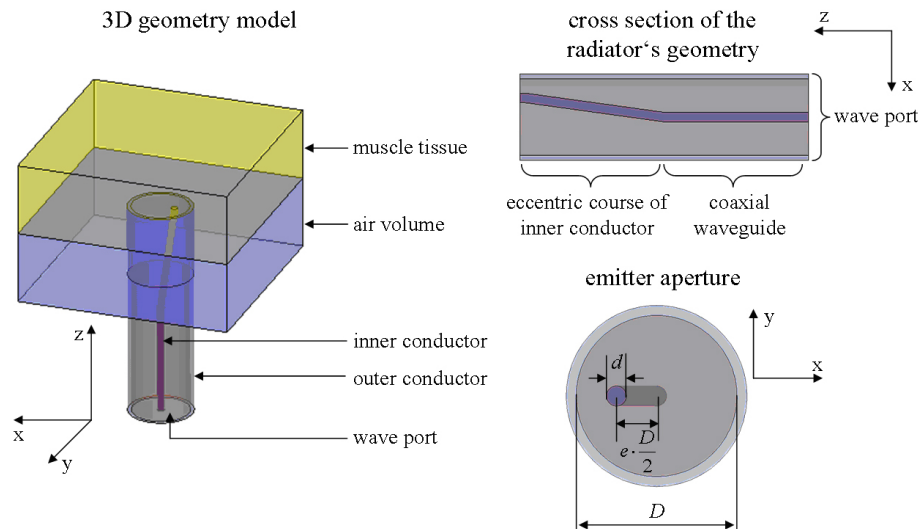 3D geometry model
muscle tissue
air volume
inner conductor
outer conductor
wave port
z
x
y
cross section of the
radiator‘s geometry
z
x
wave port
eccentric course of
inner conductor
coaxial
waveguide
emitter aperture
y
x
d
e · D/2
D